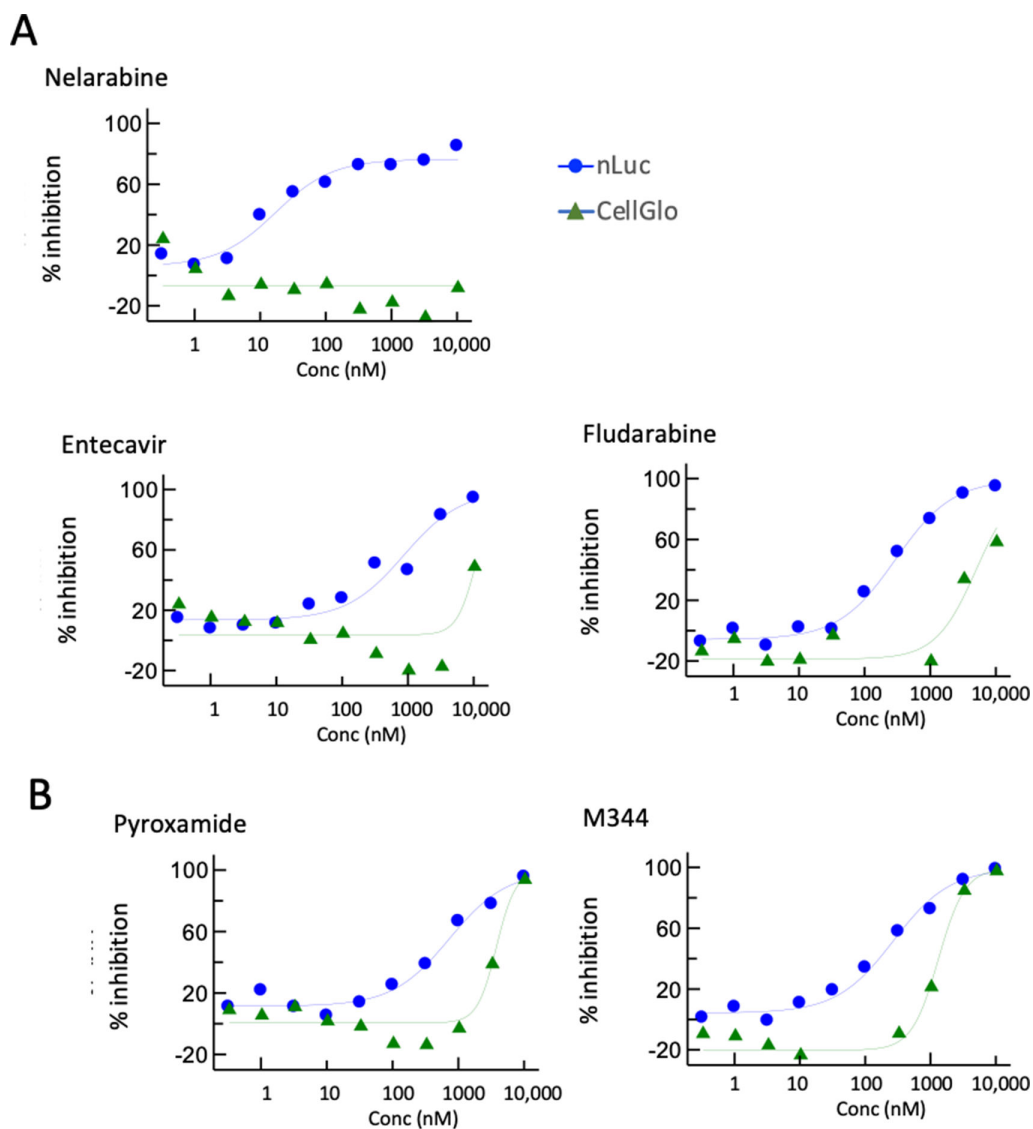 A
Nelarabine
100
60
20
-20
% inhibition
1 10 100 1000 10,000
Conc (nM)
nLuc
CellGlo
Entecavir
100
60
20
-20
% inhibition
1 10 100 1000 10,000
Conc (nM)
Fludarabine
100
60
20
-20
% inhibition
1 10 100 1000 10,000
Conc (nM)
B
Pyroxamide
100
60
20
-20
% inhibition
1 10 100 1000 10,000
Conc (nM)
M344
100
60
20
-20
% inhibition
1 10 100 1000 10,000
Conc (nM)